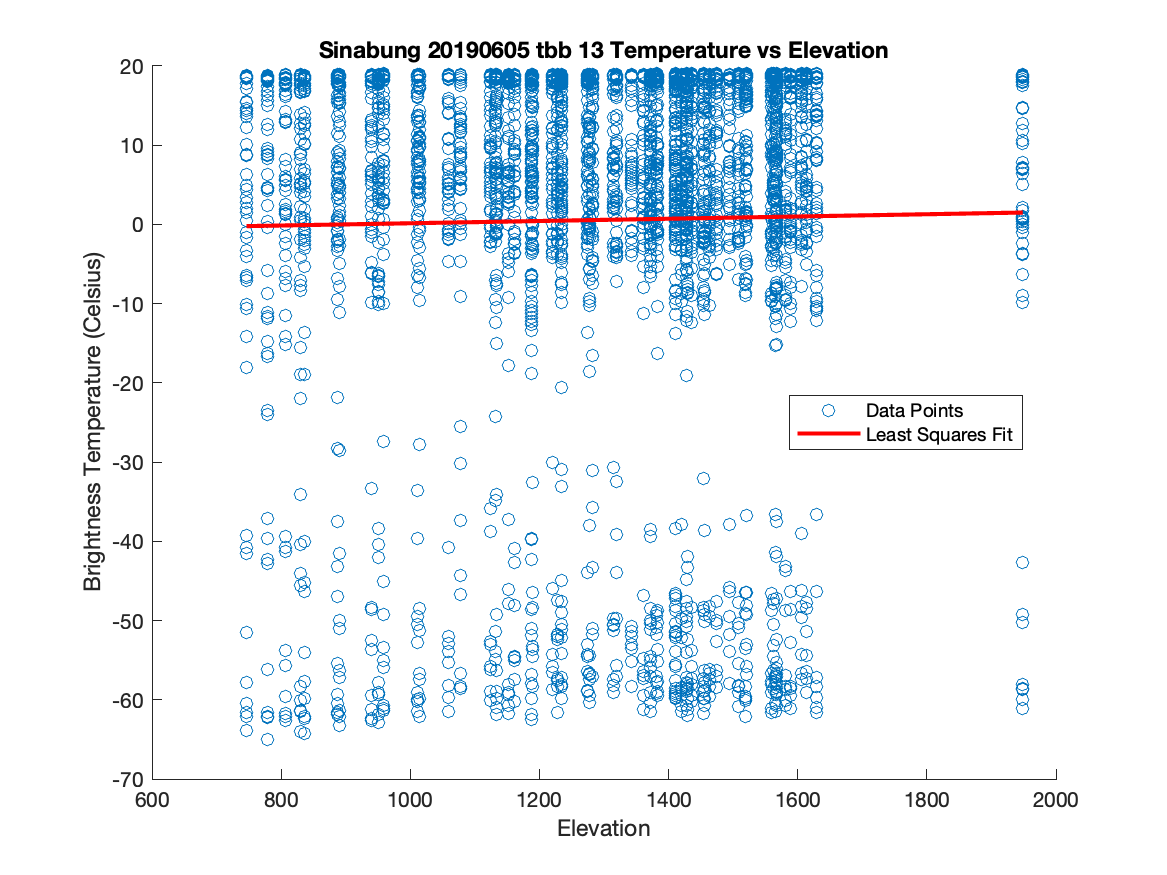 Sinabung 20190605 tbb 13 Temperature vs Elevation
20
10
0
-10
-20
-30
-40
-50
-60
-70
Brightness Temperature (Celsius)
Data Points
Least Squares Fit
600 800 1000 1200 1400 1600 1800 2000
Elevation